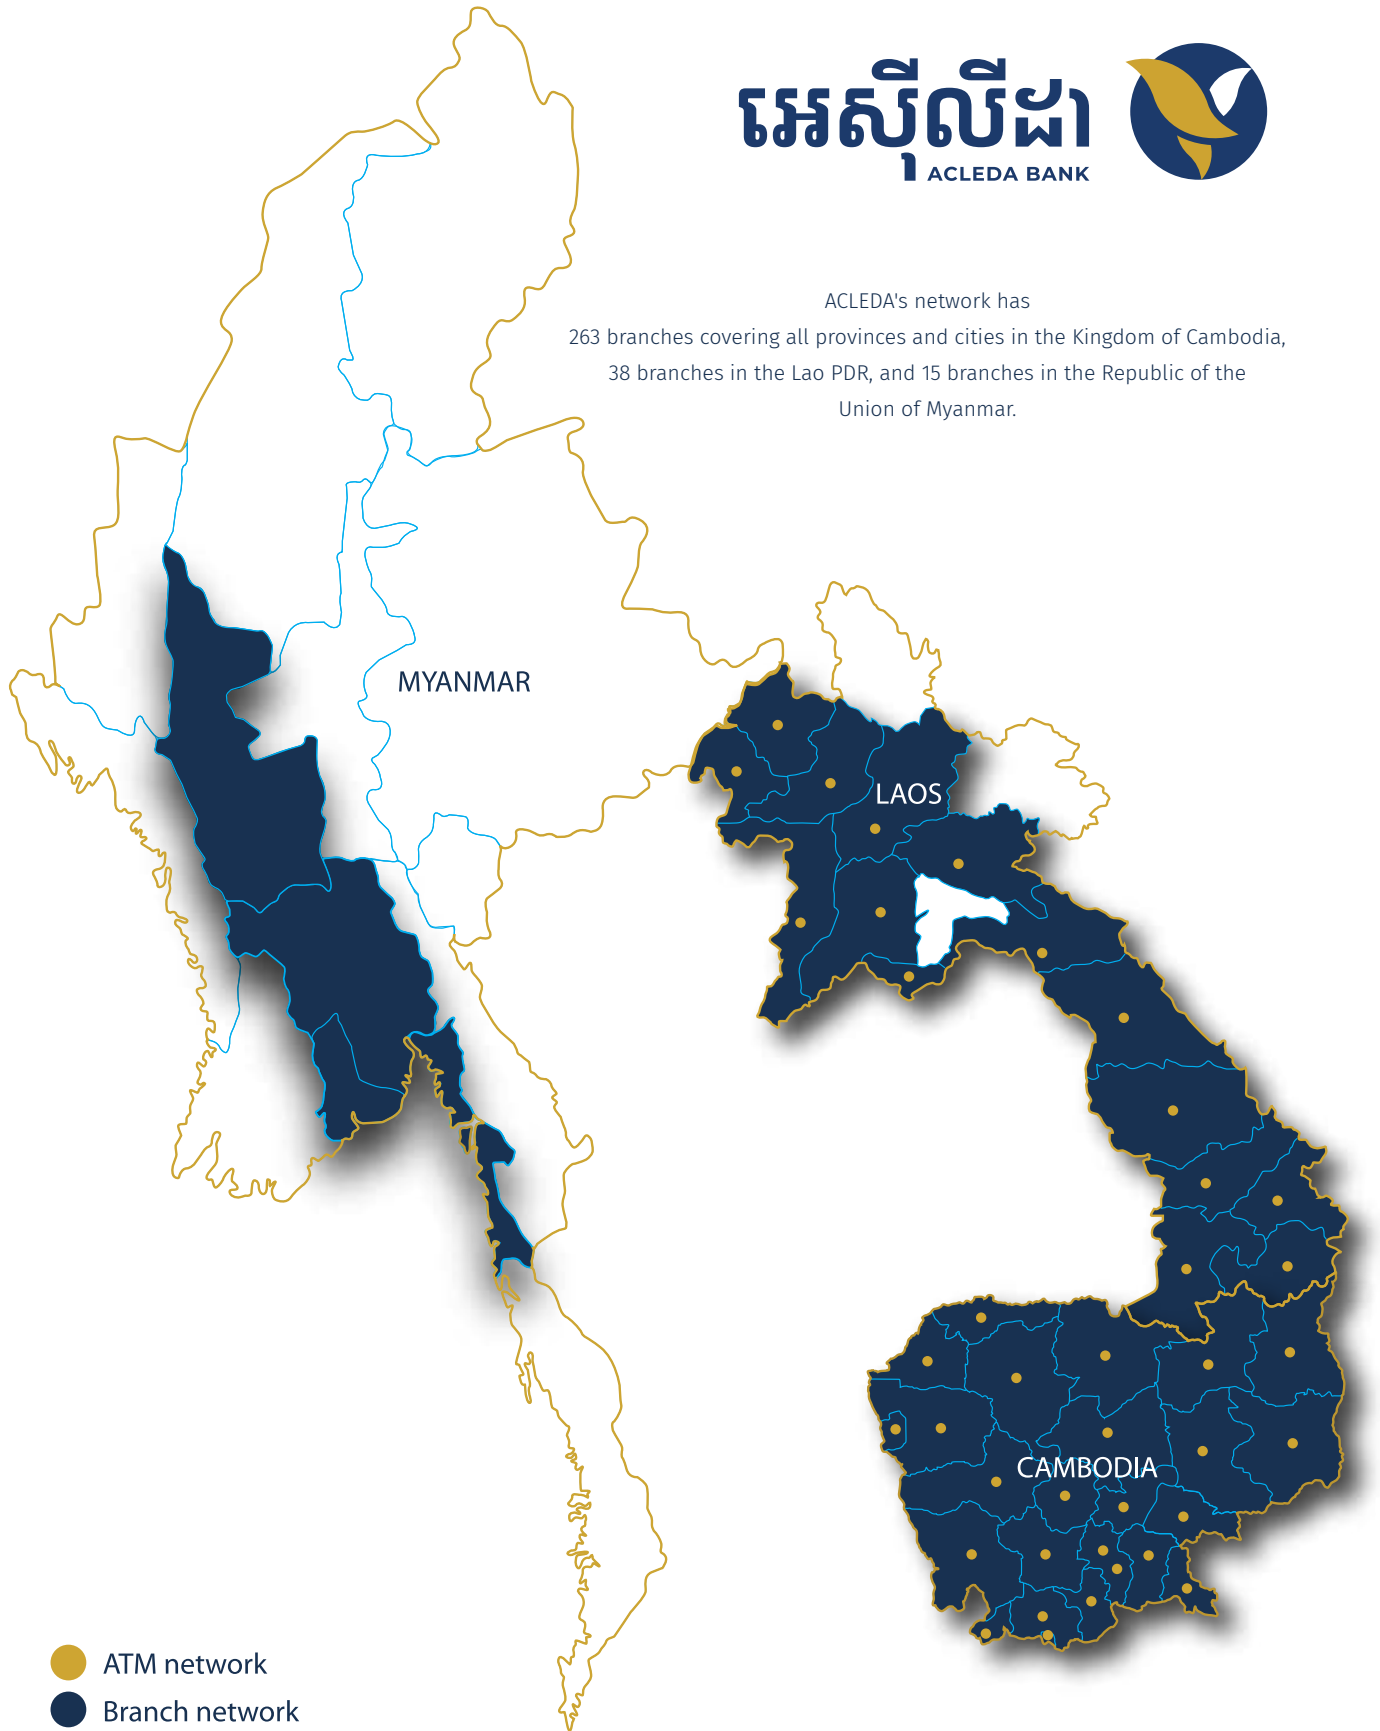 អេស៊ីលីដា
ACLEDA BANK
ACLEDA's network has
263 branches covering all provinces and cities in the Kingdom of Cambodia,
38 branches in the Lao PDR, and 15 branches in the Republic of the
Union of Myanmar.
MYANMAR
LAOS
CAMBODIA
ATM network
Branch network